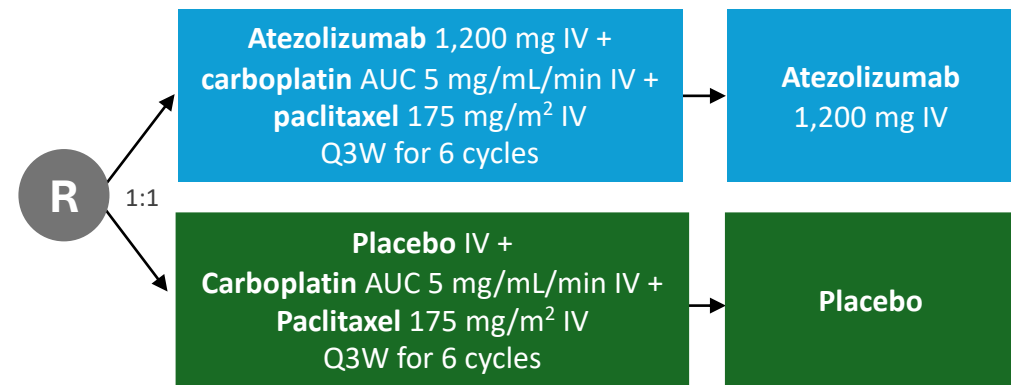 R
1:1
Atezolizumab 1,200 mg IV +
carboplatin AUC 5 mg/mL/min IV +
paclitaxel 175 mg/m² IV
Q3W for 6 cycles
Atezolizumab
1,200 mg IV
Placebo IV +
Carboplatin AUC 5 mg/mL/min IV +
Paclitaxel 175 mg/m² IV
Q3W for 6 cycles
Placebo